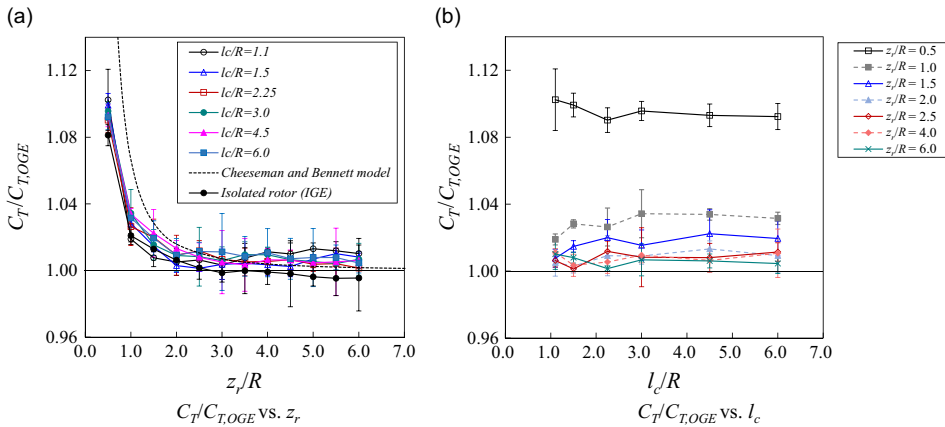 (a)
1.12
1.08
1.04
1.00
0.96
C_T/C_{T,OGE}
lc/R=1.1
lc/R=1.5
lc/R=2.25
lc/R=3.0
lc/R=4.5
lc/R=6.0
Cheeseman and Bennett model
Isolated rotor (IGE)
0.0 1.0 2.0 3.0 4.0 5.0 6.0 7.0
z_r/R
C_T/C_{T,OGE} vs. z_r
(b)
1.12
1.08
1.04
1.00
0.96
C_T/C_{T,OGE}
z_r/R = 0.5
z_r/R = 1.0
z_r/R = 1.5
z_r/R = 2.0
z_r/R = 2.5
z_r/R = 4.0
z_r/R = 6.0
0.0 1.0 2.0 3.0 4.0 5.0 6.0 7.0
l_c/R
C_T/C_{T,OGE} vs. l_c